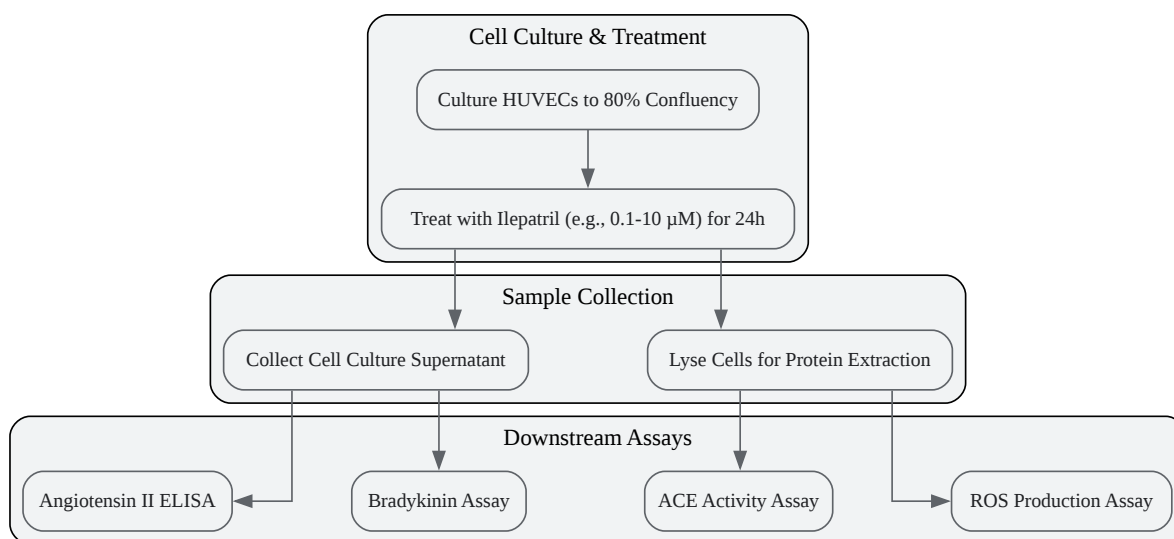 Cell Culture & Treatment
Culture HUVECs to 80% Confluency
Treat with Ilepatril (e.g., 0.1-10 µM) for 24h
Sample Collection
Collect Cell Culture Supernatant
Lyse Cells for Protein Extraction
Downstream Assays
Angiotensin II ELISA
Bradykinin Assay
ACE Activity Assay
ROS Production Assay